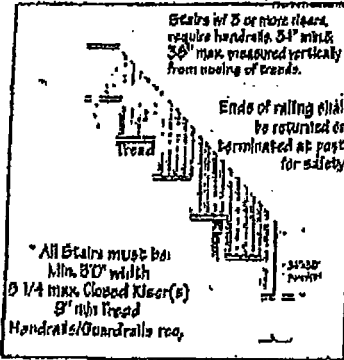 Stairs w/ 3 or more risers,
require handrails 34" min &
38" max measured vertically
from nosing of treads.
Ends of railing shall
be returned or
terminated at post
for safety
Tread
Riser
* All Stairs must be:
Min. 3'0" width
8 1/4 max Closed Riser(s)
9" min Tread
Handrails/Guardrails req.